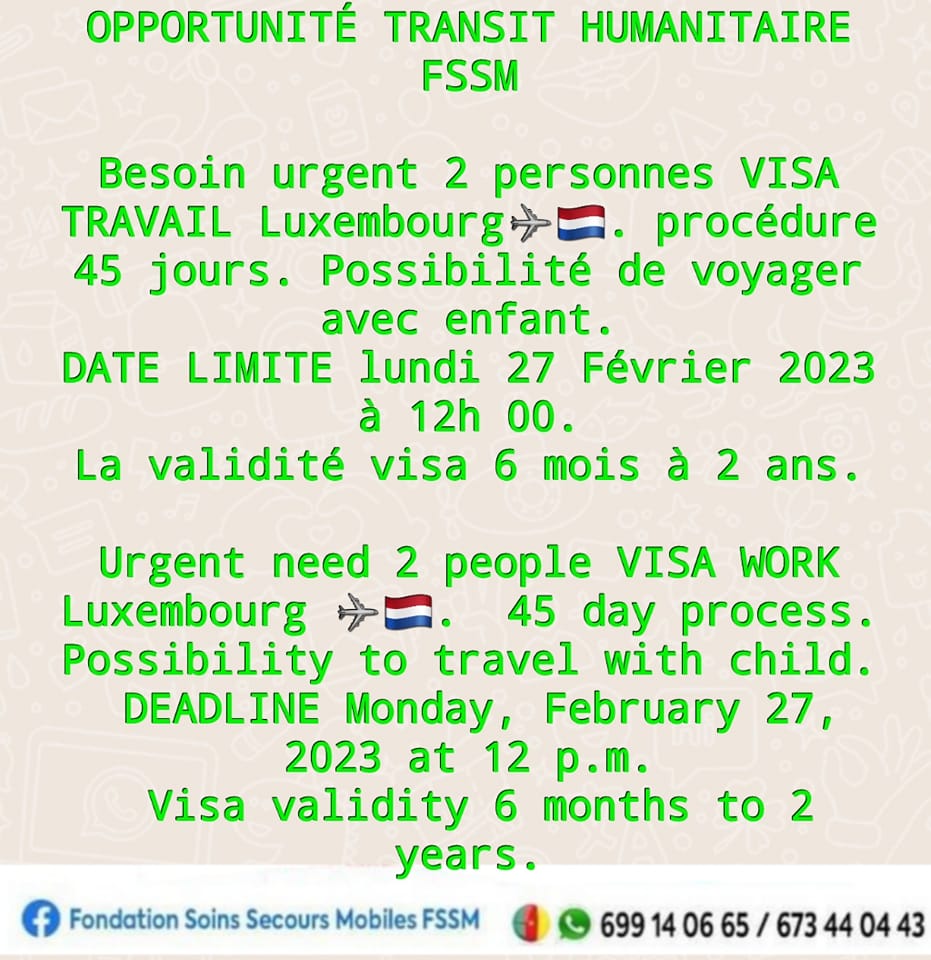 OPPORTUNITÉ TRANSIT HUMANITAIRE
FSSM
Besoin urgent 2 personnes VISA
TRAVAIL Luxembourg✈🇳🇱. procédure
45 jours. Possibilité de voyager
avec enfant.
DATE LIMITE lundi 27 Février 2023
à 12h 00.
La validité visa 6 mois à 2 ans.
Urgent need 2 people VISA WORK
Luxembourg ✈🇳🇱. 45 day process.
Possibility to travel with child.
DEADLINE Monday, February 27,
2023 at 12 p.m.
Visa validity 6 months to 2
years.
Fondation Soins Secours Mobiles FSSM 699 14 06 65 / 673 44 04 43